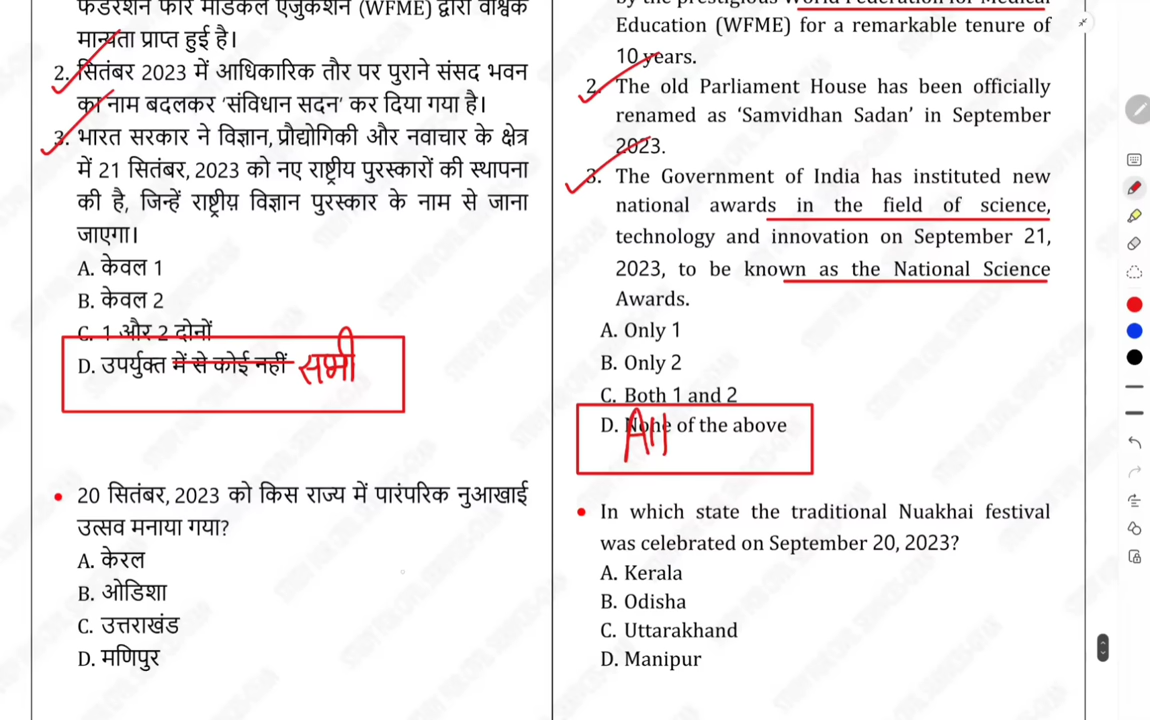 फेडरेशन फॉर मेडिकल एजुकेशन (WFME) द्वारा वैश्विक
मान्यता प्राप्त हुई है।
2. सितंबर 2023 में आधिकारिक तौर पर पुराने संसद भवन
का नाम बदलकर ‘संविधान सदन’ कर दिया गया है।
3. भारत सरकार ने विज्ञान, प्रौद्योगिकी और नवाचार के क्षेत्र
में 21 सितंबर, 2023 को नए राष्ट्रीय पुरस्कारों की स्थापना
की है, जिन्हें राष्ट्रीय विज्ञान पुरस्कार के नाम से जाना
जाएगा।
A. केवल 1
B. केवल 2
C. 1 और 2 दोनों
D. उपर्युक्त में से कोई नहीं सभी
• 20 सितंबर, 2023 को किस राज्य में पारंपरिक नुआखाई
उत्सव मनाया गया?
A. केरल
B. ओडिशा
C. उत्तराखंड
D. मणिपुर
by the prestigious World Federation for Medical
Education (WFME) for a remarkable tenure of
10 years.
2. The old Parliament House has been officially
renamed as ‘Samvidhan Sadan’ in September
2023.
3. The Government of India has instituted new
national awards in the field of science,
technology and innovation on September 21,
2023, to be known as the National Science
Awards.
A. Only 1
B. Only 2
C. Both 1 and 2
D. None of the above
All
• In which state the traditional Nuakhai festival
was celebrated on September 20, 2023?
A. Kerala
B. Odisha
C. Uttarakhand
D. Manipur